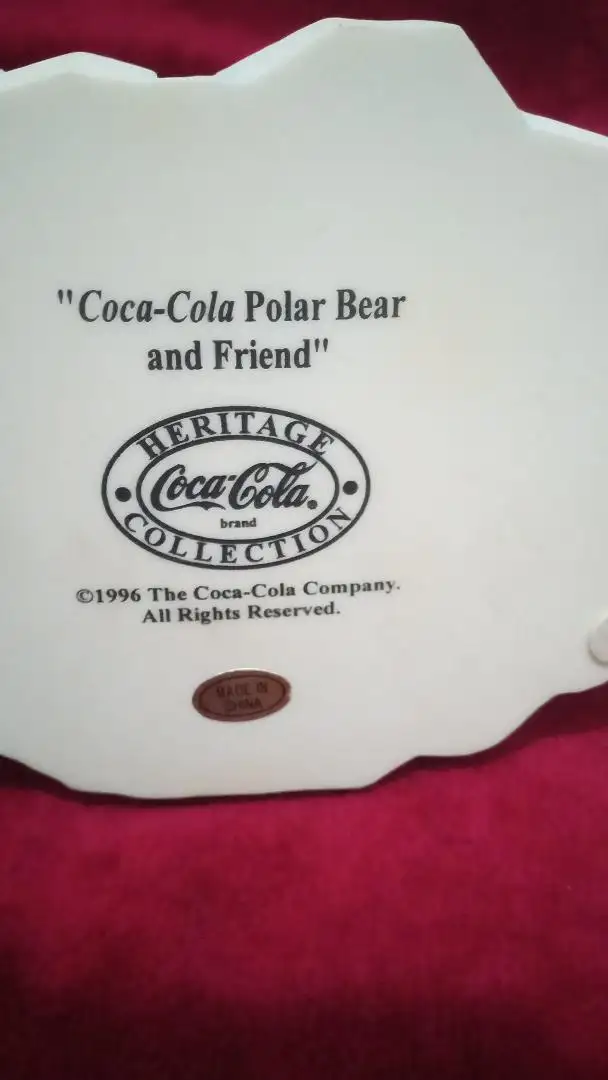 "Coca-Cola Polar Bear
and Friend"
HERITAGE
Coca-Cola
brand
COLLECTION
©1996 The Coca-Cola Company.
All Rights Reserved.
MADE IN
CHINA